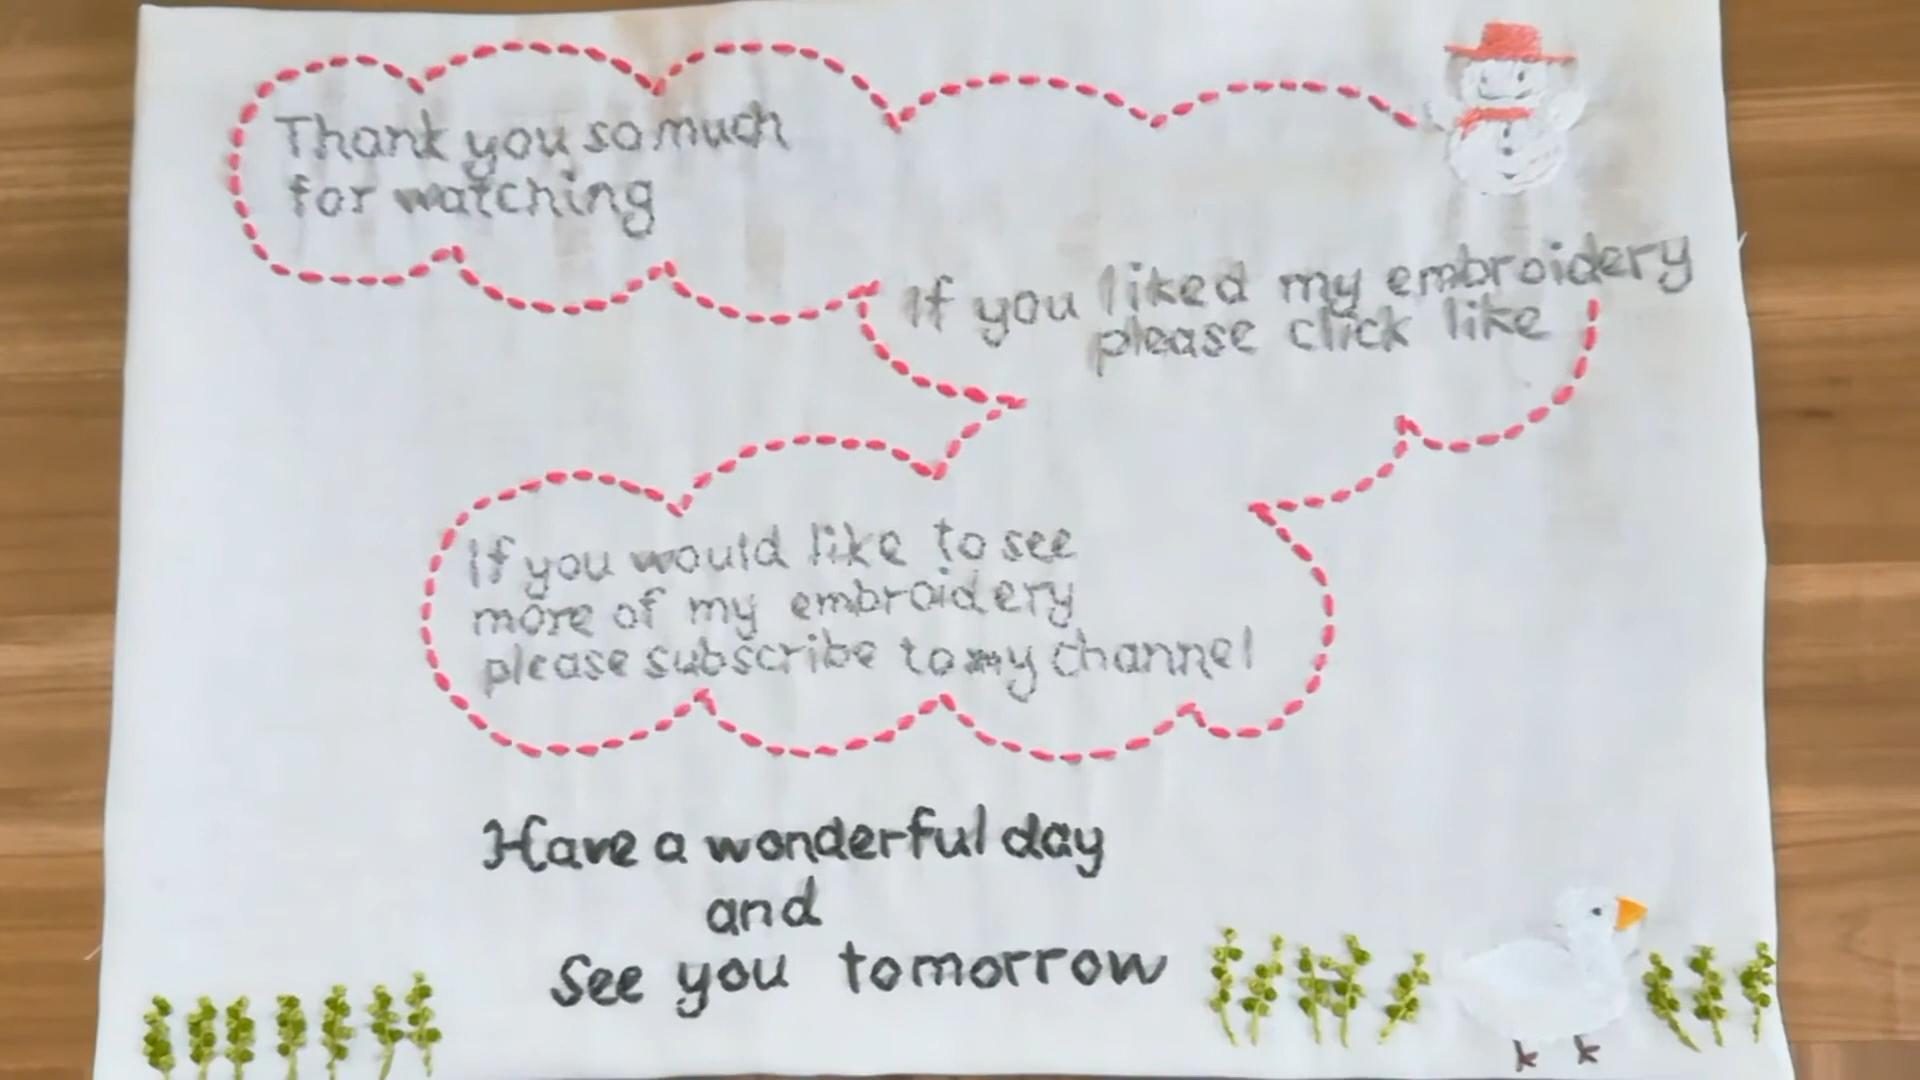 Thank you so much
for watching
If you liked my embroidery
please click like
If you would like to see
more of my embroidery
please subscribe to my channel
Have a wonderful day
and
See you tomorrow